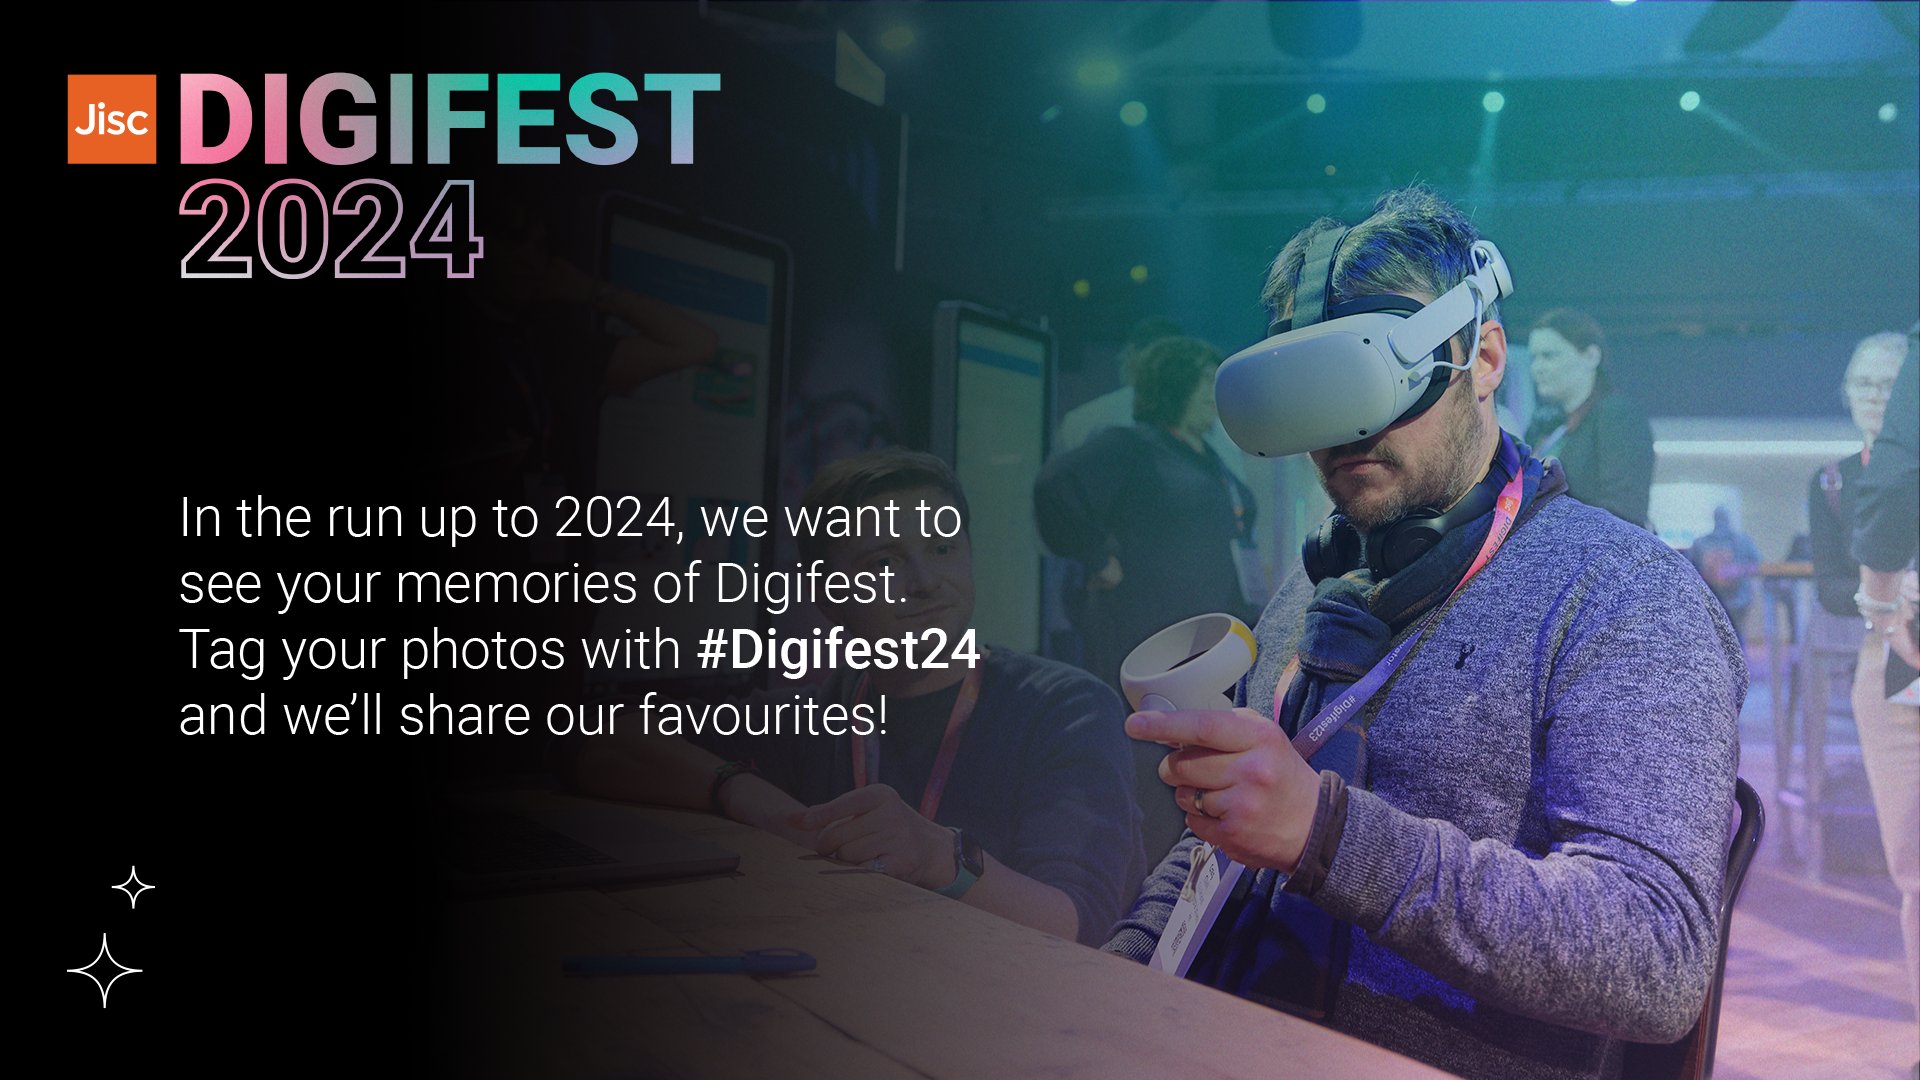 Jisc DIGIFEST
2024
In the run up to 2024, we want to
see your memories of Digifest.
Tag your photos with #Digifest24
and we’ll share our favourites!
#Digifest23